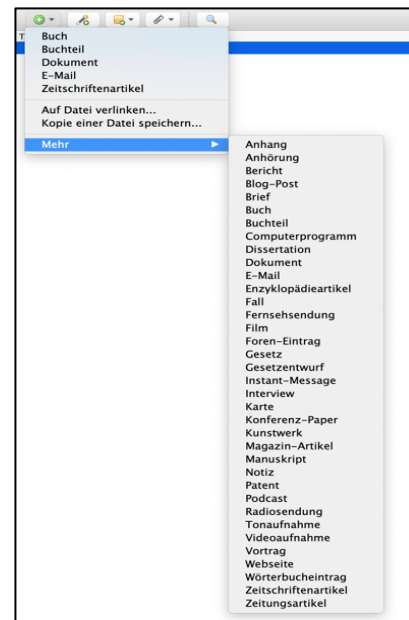 T
Buch
Buchteil
Dokument
E-Mail
Zeitschriftenartikel
Auf Datei verlinken...
Kopie einer Datei speichern...
Mehr
Anhang
Anhörung
Bericht
Blog-Post
Brief
Buch
Buchteil
Computerprogramm
Dissertation
Dokument
E-Mail
Enzyklopädieartikel
Fall
Fernsehsendung
Film
Foren-Eintrag
Gesetz
Gesetzentwurf
Instant-Message
Interview
Karte
Konferenz-Paper
Kunstwerk
Magazin-Artikel
Manuskript
Notiz
Patent
Podcast
Radiosendung
Tonaufnahme
Videoaufnahme
Vortrag
Webseite
Wörterbucheintrag
Zeitschriftenartikel
Zeitungsartikel